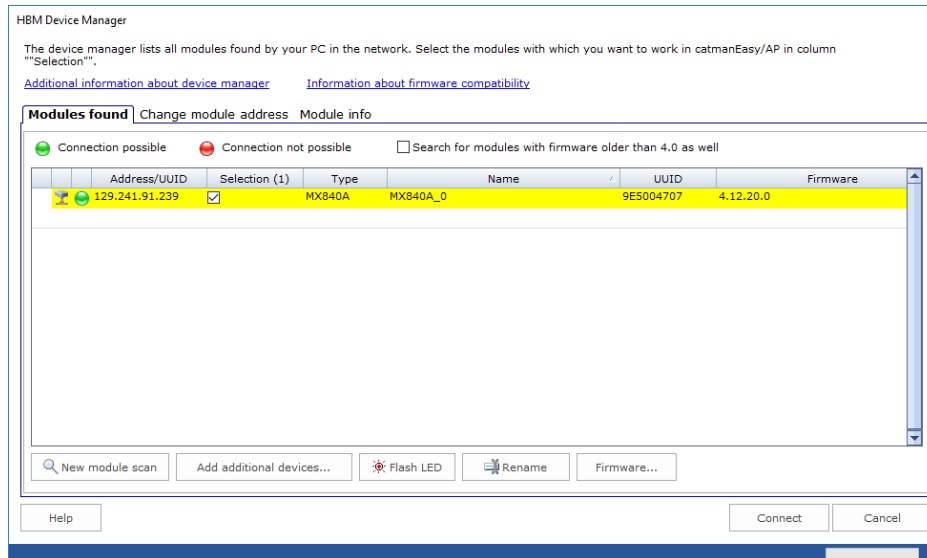 HBM Device Manager
The device manager lists all modules found by your PC in the network. Select the modules with which you want to work in catmanEasy/AP in column
""Selection"".
Additional information about device manager Information about firmware compatibility
Modules found Change module address Module info
Connection possible Connection not possible Search for modules with firmware older than 4.0 as well
Address/UUID Selection (1) Type Name UUID Firmware
129.241.91.239 MX840A MX840A_0 9E5004707 4.12.20.0
New module scan Add additional devices... Flash LED Rename Firmware...
Help Connect Cancel